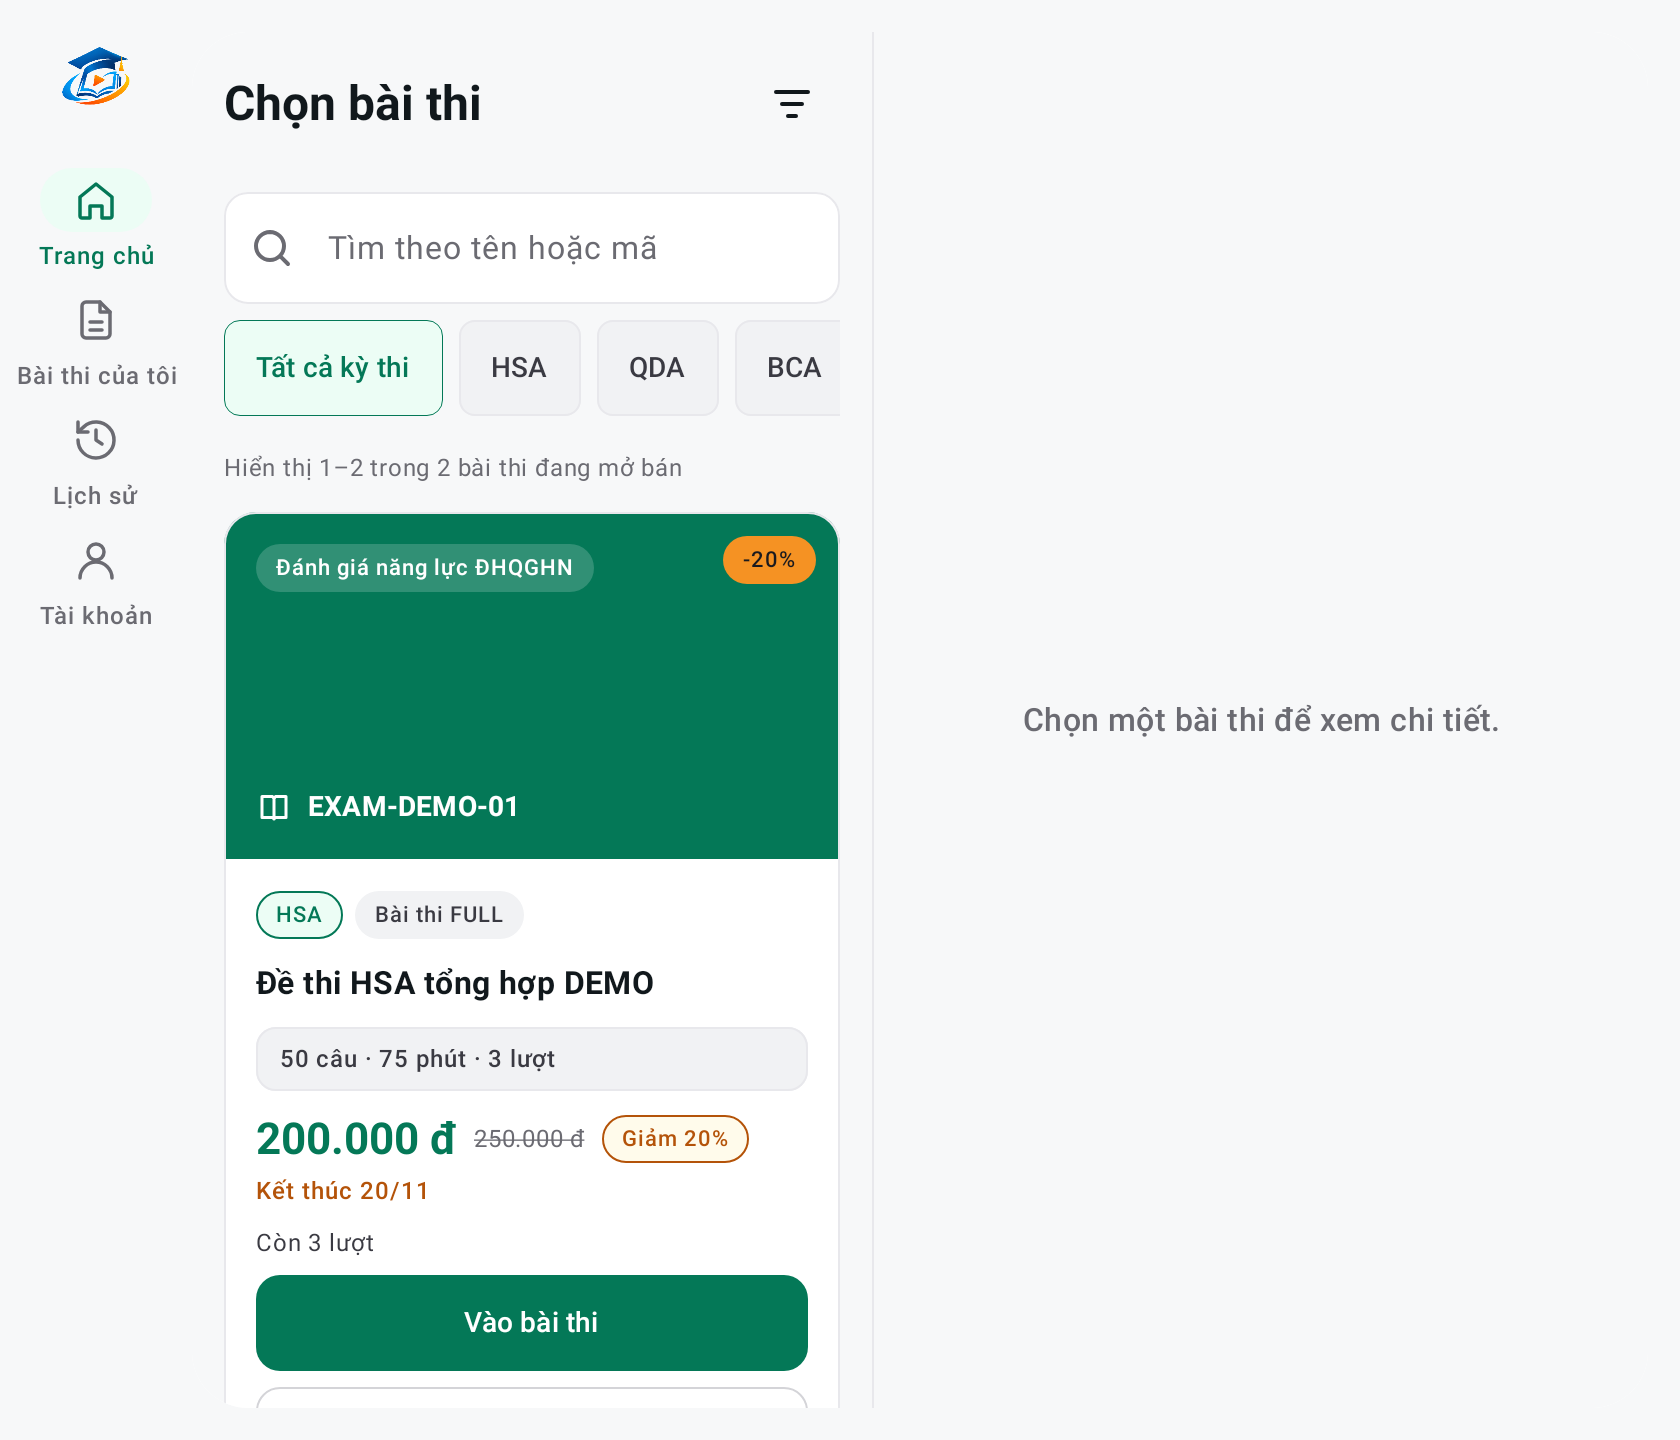 Chọn bài thi
Trang chủ
Bài thi của tôi
Lịch sử
Tài khoản
Tìm theo tên hoặc mã
Tất cả kỳ thi
HSA
QDA
BCA
Hiển thị 1–2 trong 2 bài thi đang mở bán
Đánh giá năng lực ĐHQGHN
-20%
EXAM-DEMO-01
HSA
Bài thi FULL
Đề thi HSA tổng hợp DEMO
50 câu · 75 phút · 3 lượt
200.000 đ 250.000 đ Giảm 20%
Kết thúc 20/11
Còn 3 lượt
Vào bài thi
Chọn một bài thi để xem chi tiết.